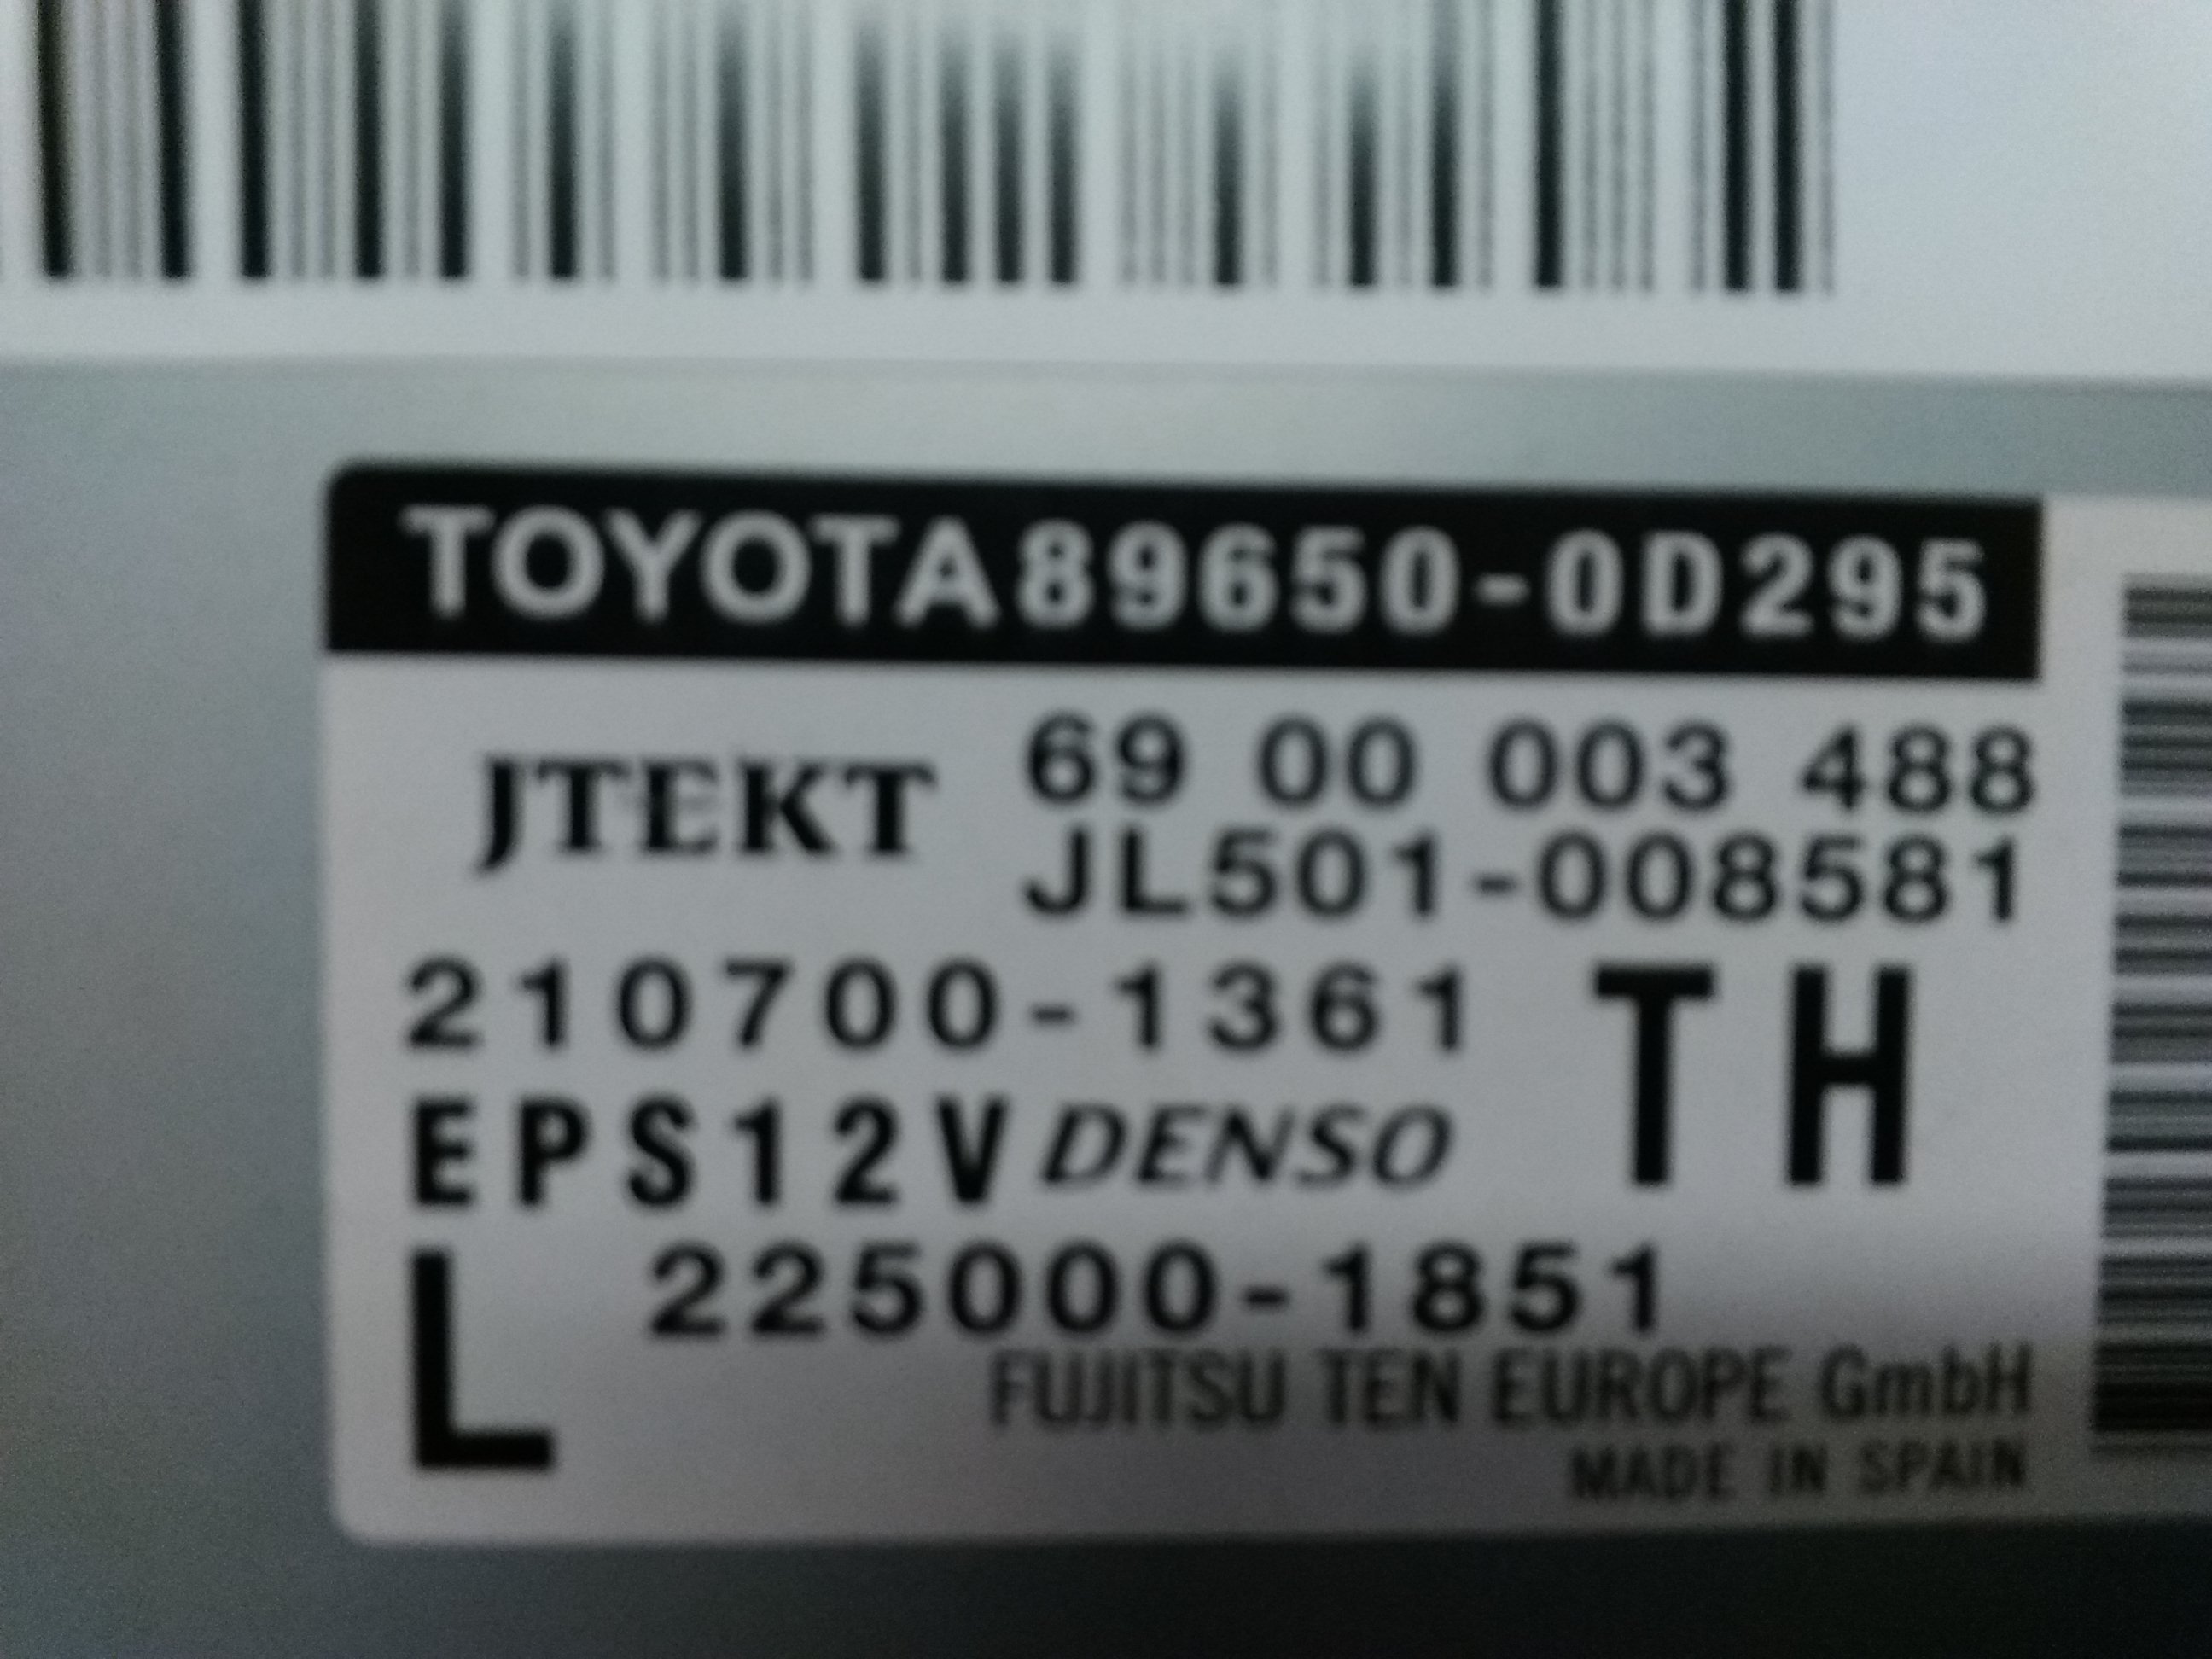 TOYOTA 89650-0D295
JTEKT 69 00 003 488
JL501-008581
210700-1361 TH
EPS12V DENSO
L 225000-1851
FUJITSU TEN EUROPE GmbH
MADE IN SPAIN